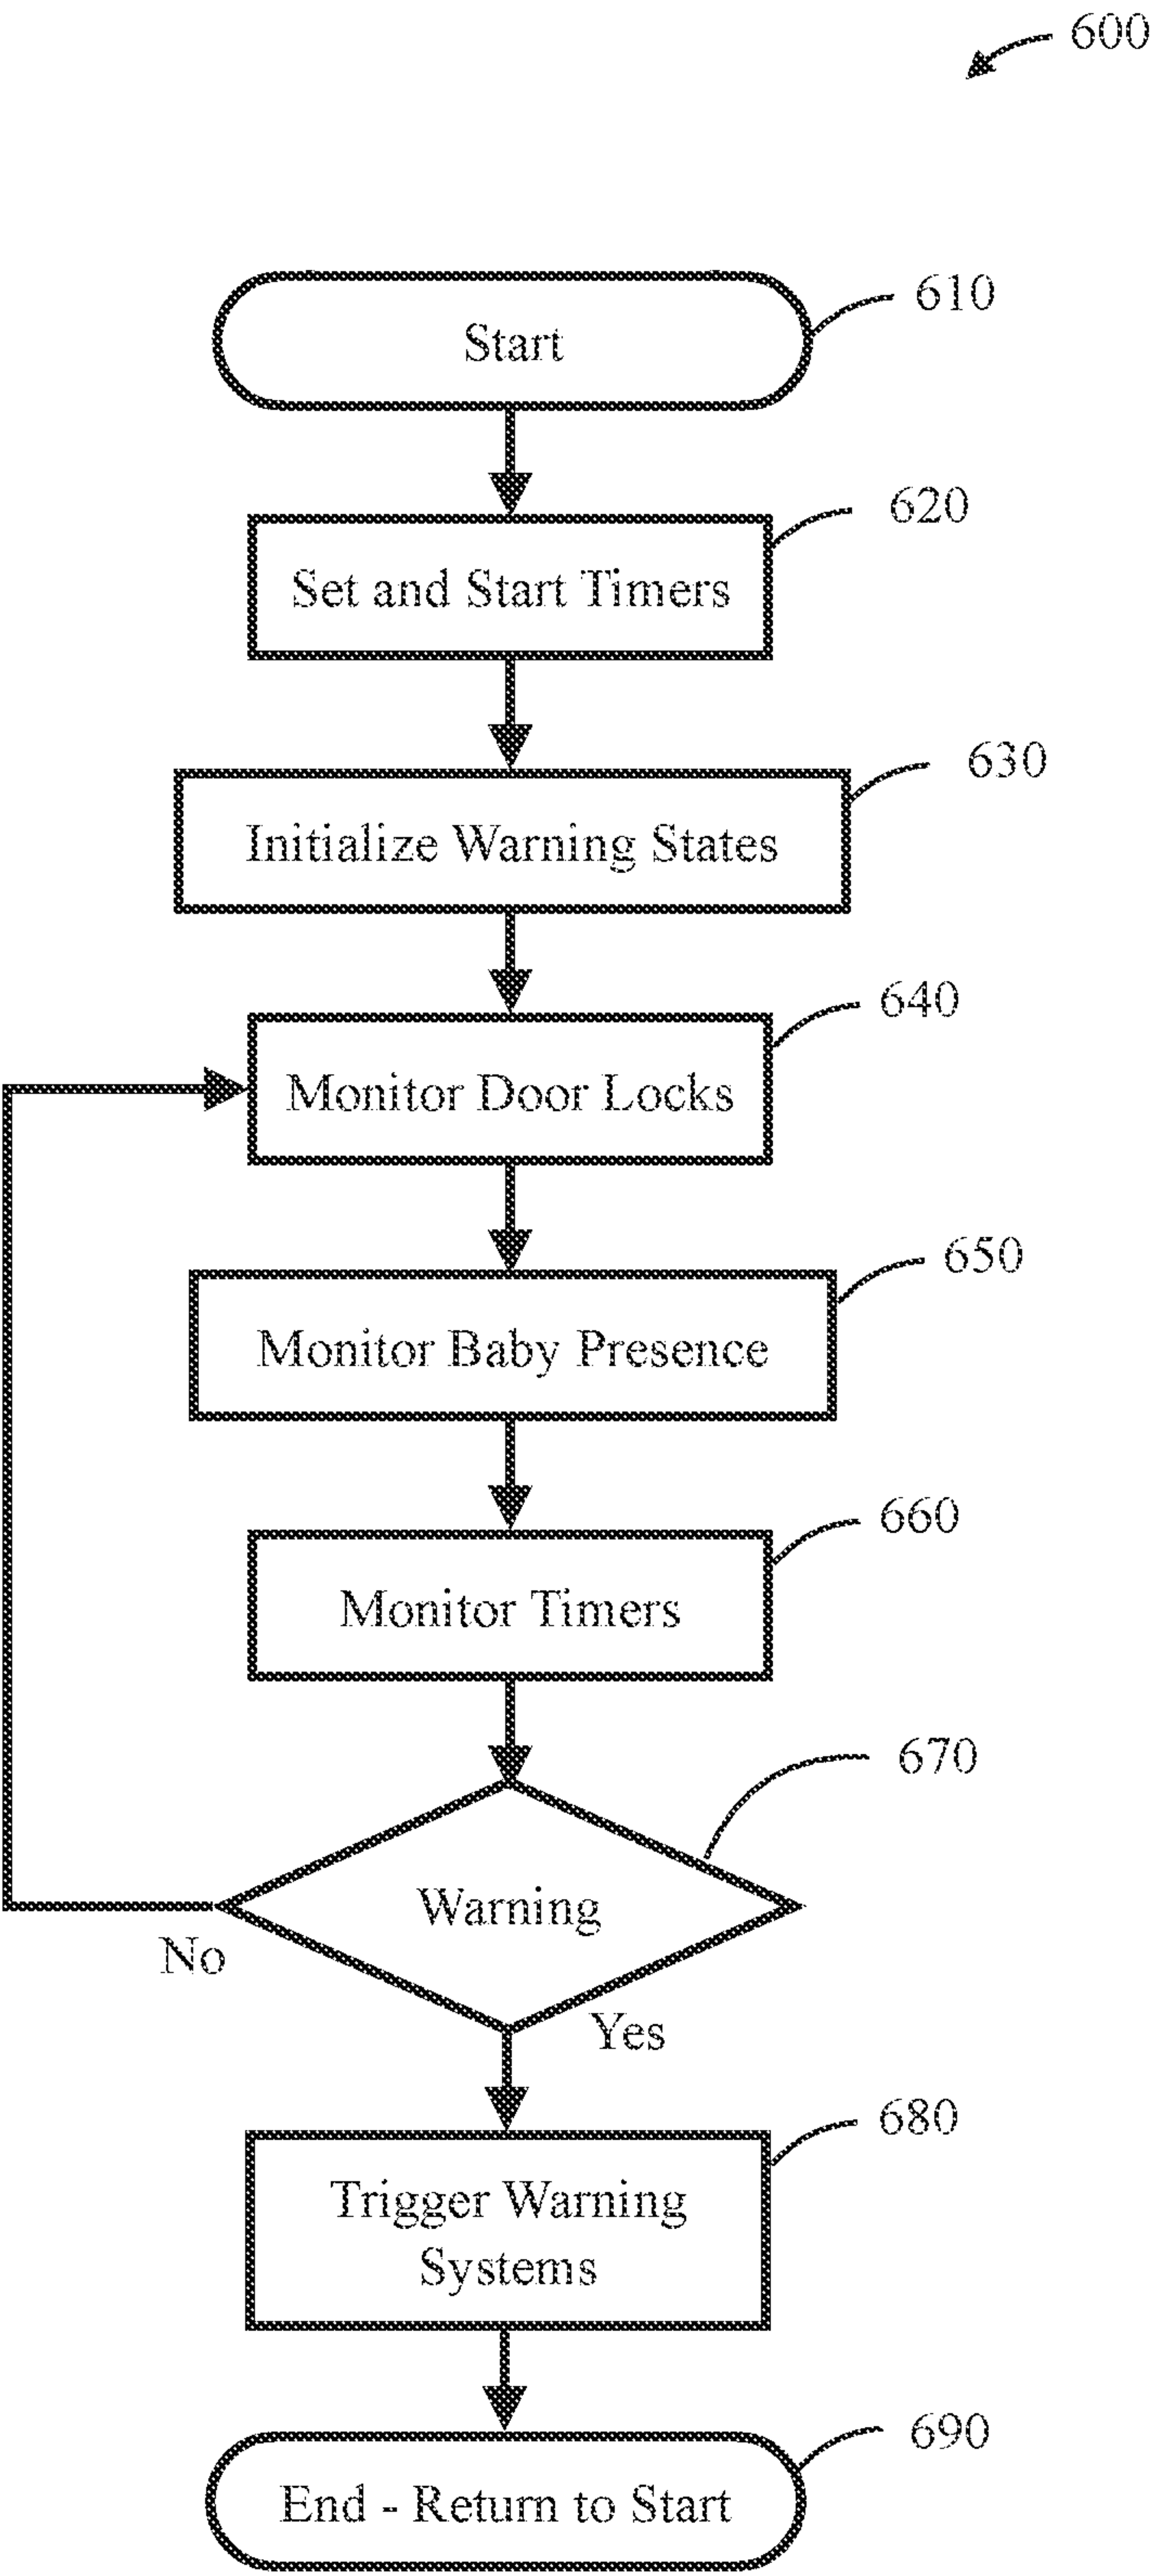 600
Start
610
Set and Start Timers
620
Initialize Warning States
630
Monitor Door Locks
640
Monitor Baby Presence
650
Monitor Timers
660
Warning
670
No
Yes
Trigger Warning
Systems
680
End - Return to Start
690